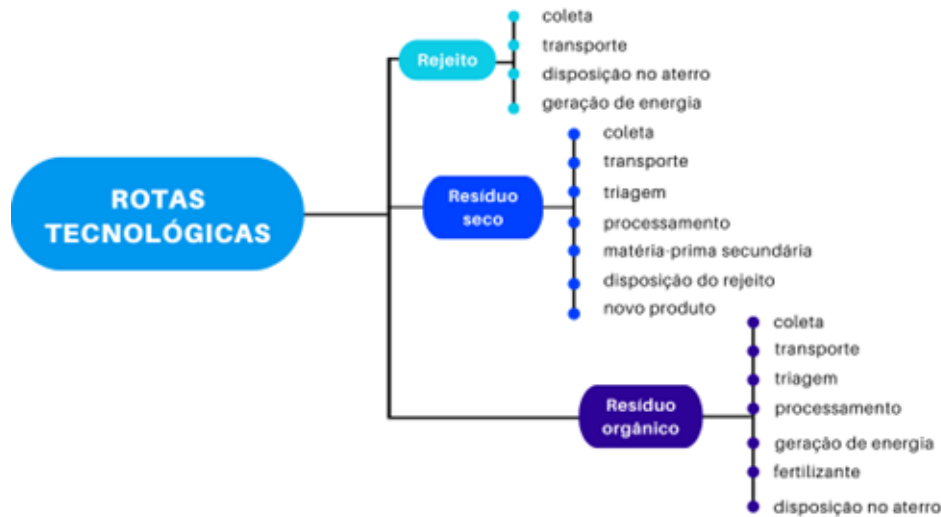 ROTAS
TECNOLÓGICAS
Rejeito
coleta
transporte
disposição no aterro
geração de energia
Resíduo
seco
coleta
transporte
triagem
processamento
matéria-prima secundária
disposição do rejeito
novo produto
Resíduo
orgânico
coleta
transporte
triagem
processamento
geração de energia
fertilizante
disposição no aterro